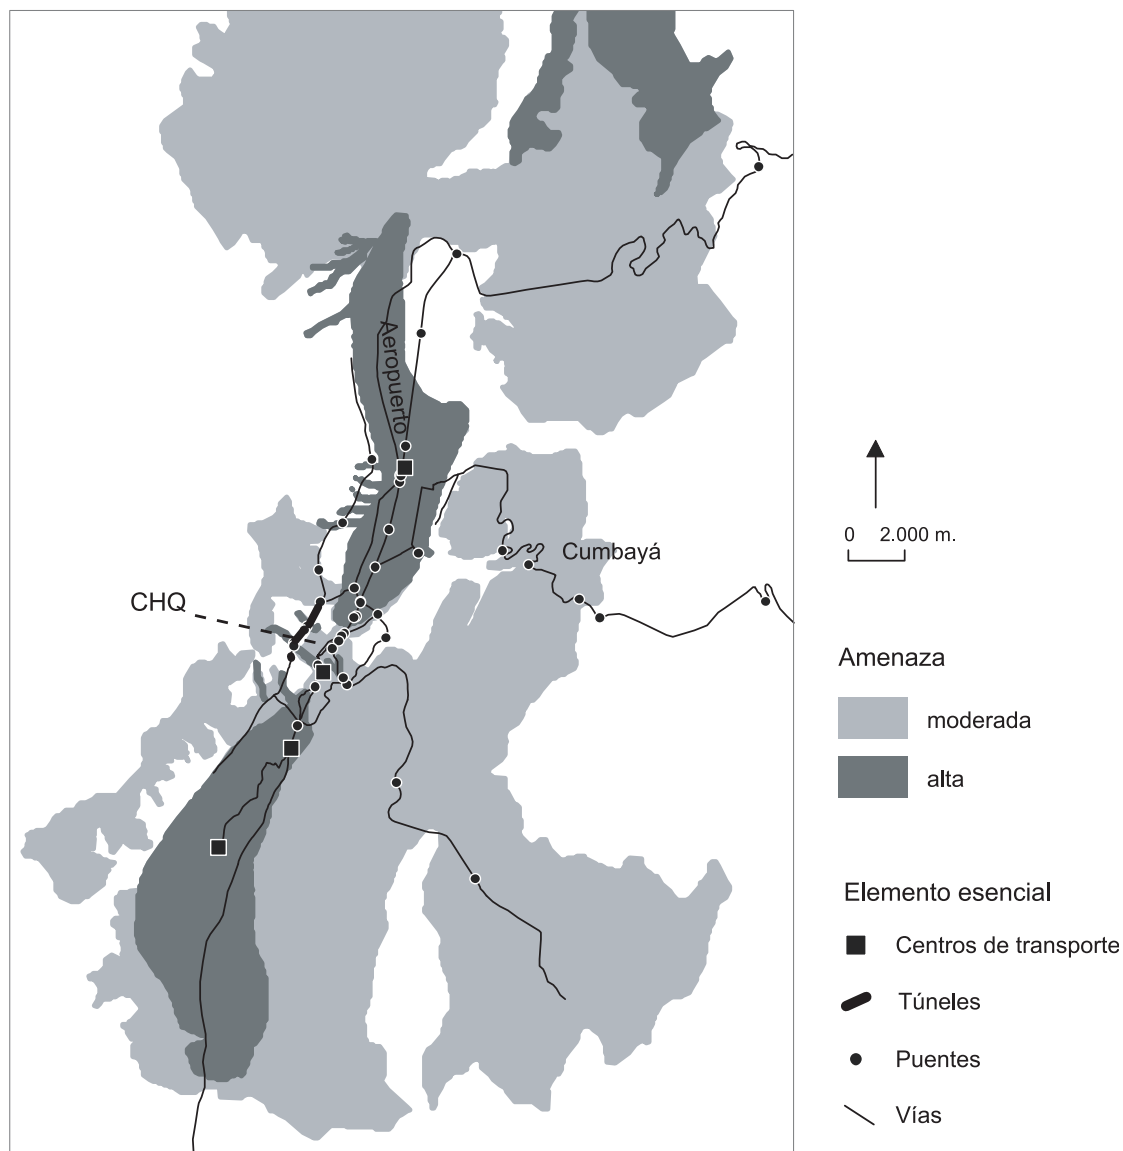 Aeropuerto
CHQ
Cumbayá
0 2.000 m.
Amenaza
moderada
alta
Elemento esencial
Centros de transporte
Túneles
Puentes
Vías